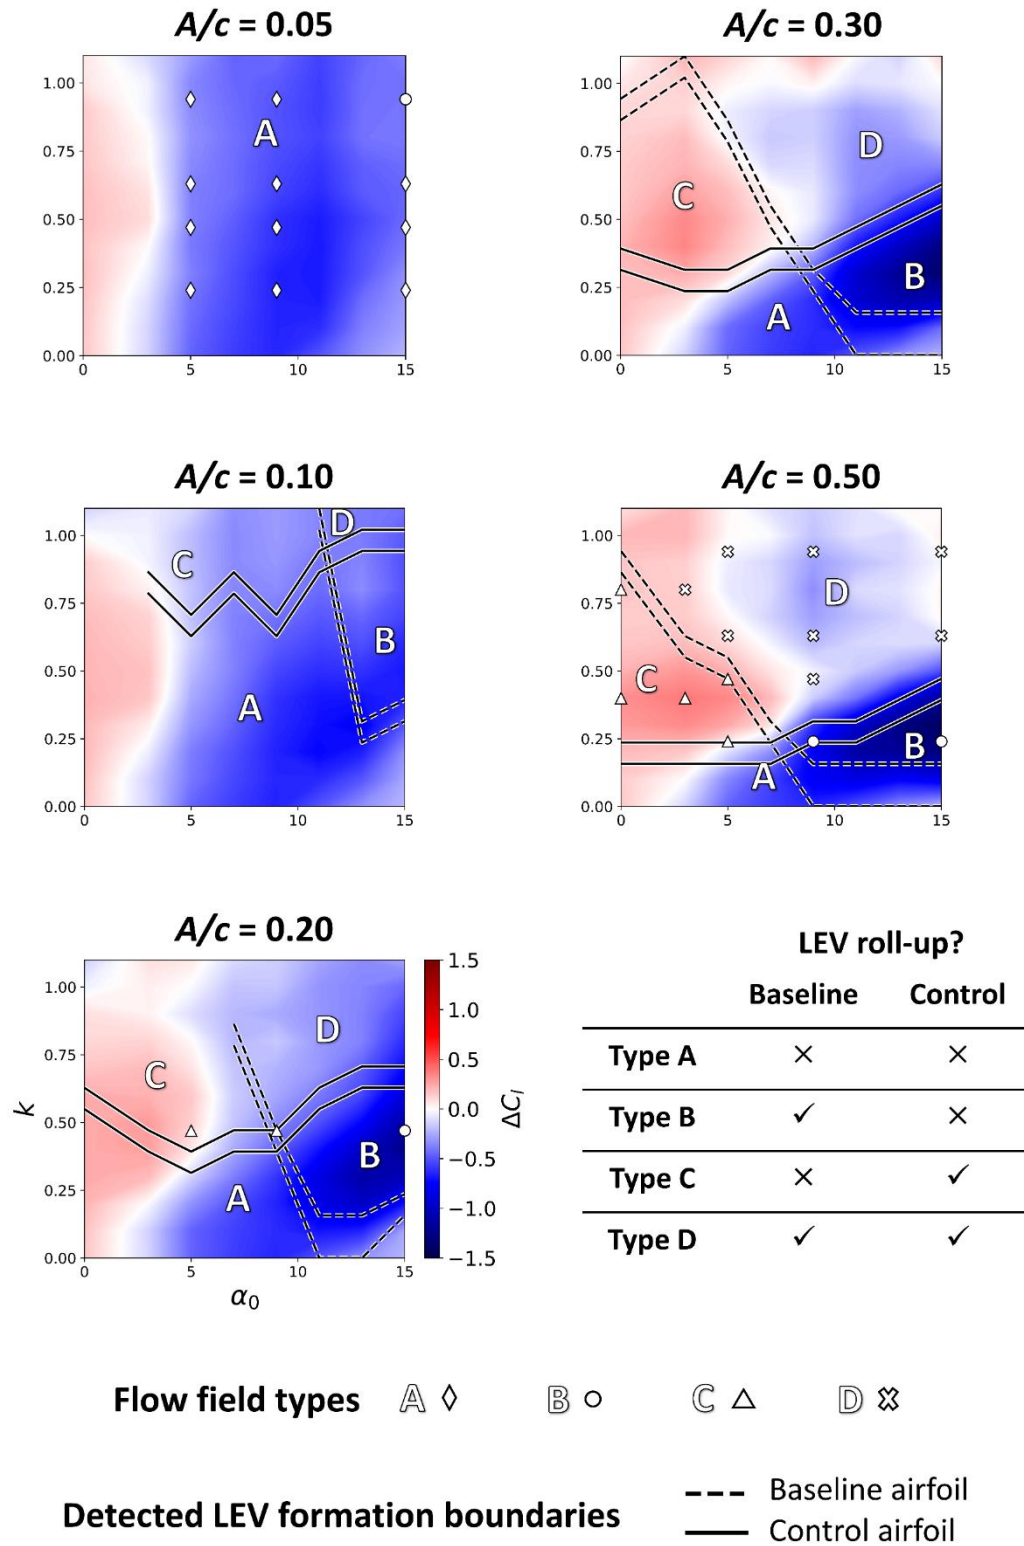 A/c = 0.05
1.00
0.75
0.50
0.25
0.00
0 5 10 15
A
A/c = 0.30
1.00
0.75
0.50
0.25
0.00
0 5 10 15
C
D
B
A
A/c = 0.10
1.00
0.75
0.50
0.25
0.00
0 5 10 15
D
C
B
A
A/c = 0.50
1.00
0.75
0.50
0.25
0.00
0 5 10 15
D
C
B
A
A/c = 0.20
k
1.00
0.75
0.50
0.25
0.00
0 5 10 15
α₀
D
C
B
A
1.5
1.0
0.5
0.0
−0.5
−1.0
−1.5
ΔCₗ
LEV roll-up?
Baseline Control
Type A × ×
Type B ✓ ×
Type C × ✓
Type D ✓ ✓
Flow field types A B C D
Detected LEV formation boundaries
Baseline airfoil
Control airfoil